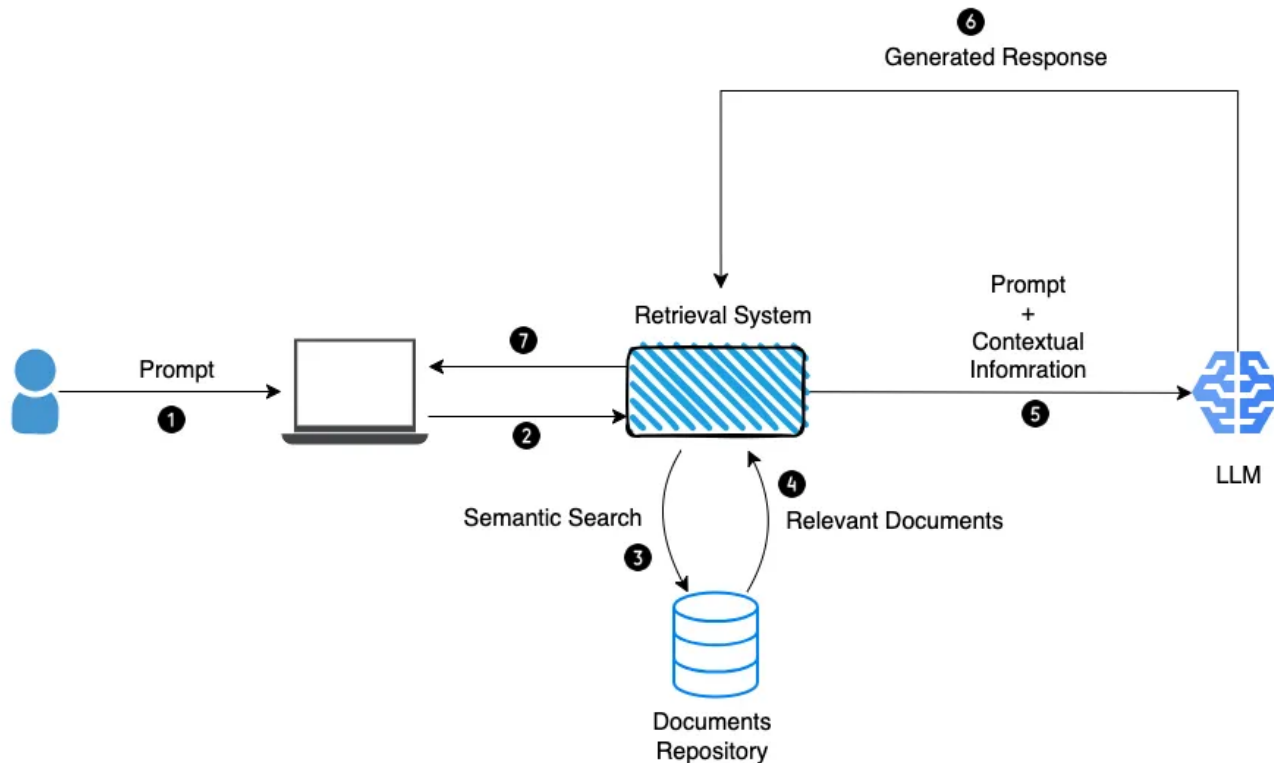 6
Generated Response
Prompt
1
7
2
Retrieval System
Prompt
+
Contextual
Infomration
5
LLM
Semantic Search
3
4
Relevant Documents
Documents
Repository